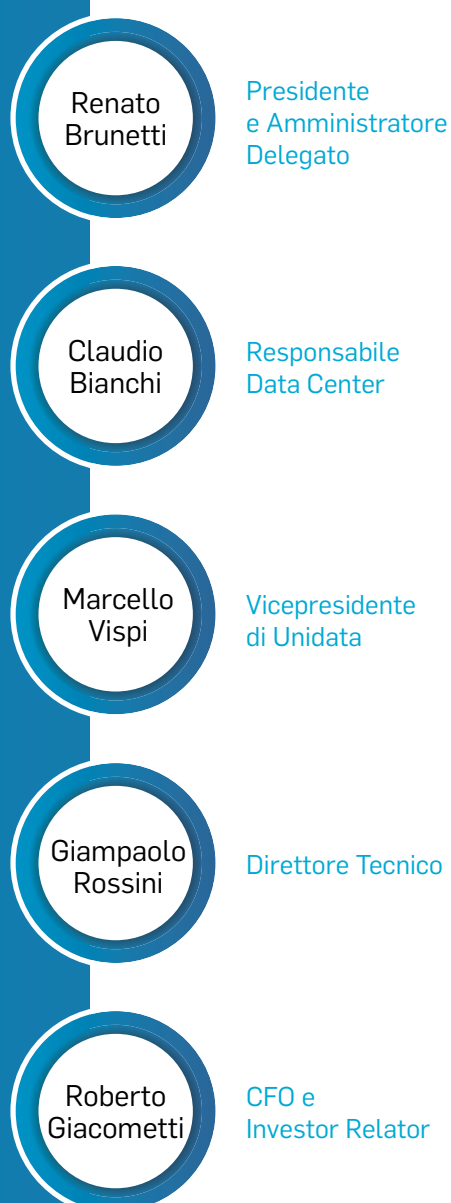 Renato
Brunetti
Presidente
e Amministratore
Delegato
Claudio
Bianchi
Responsabile
Data Center
Marcello
Vispi
Vicepresidente
di Unidata
Giampaolo
Rossini
Direttore Tecnico
Roberto
Giacometti
CFO e
Investor Relator